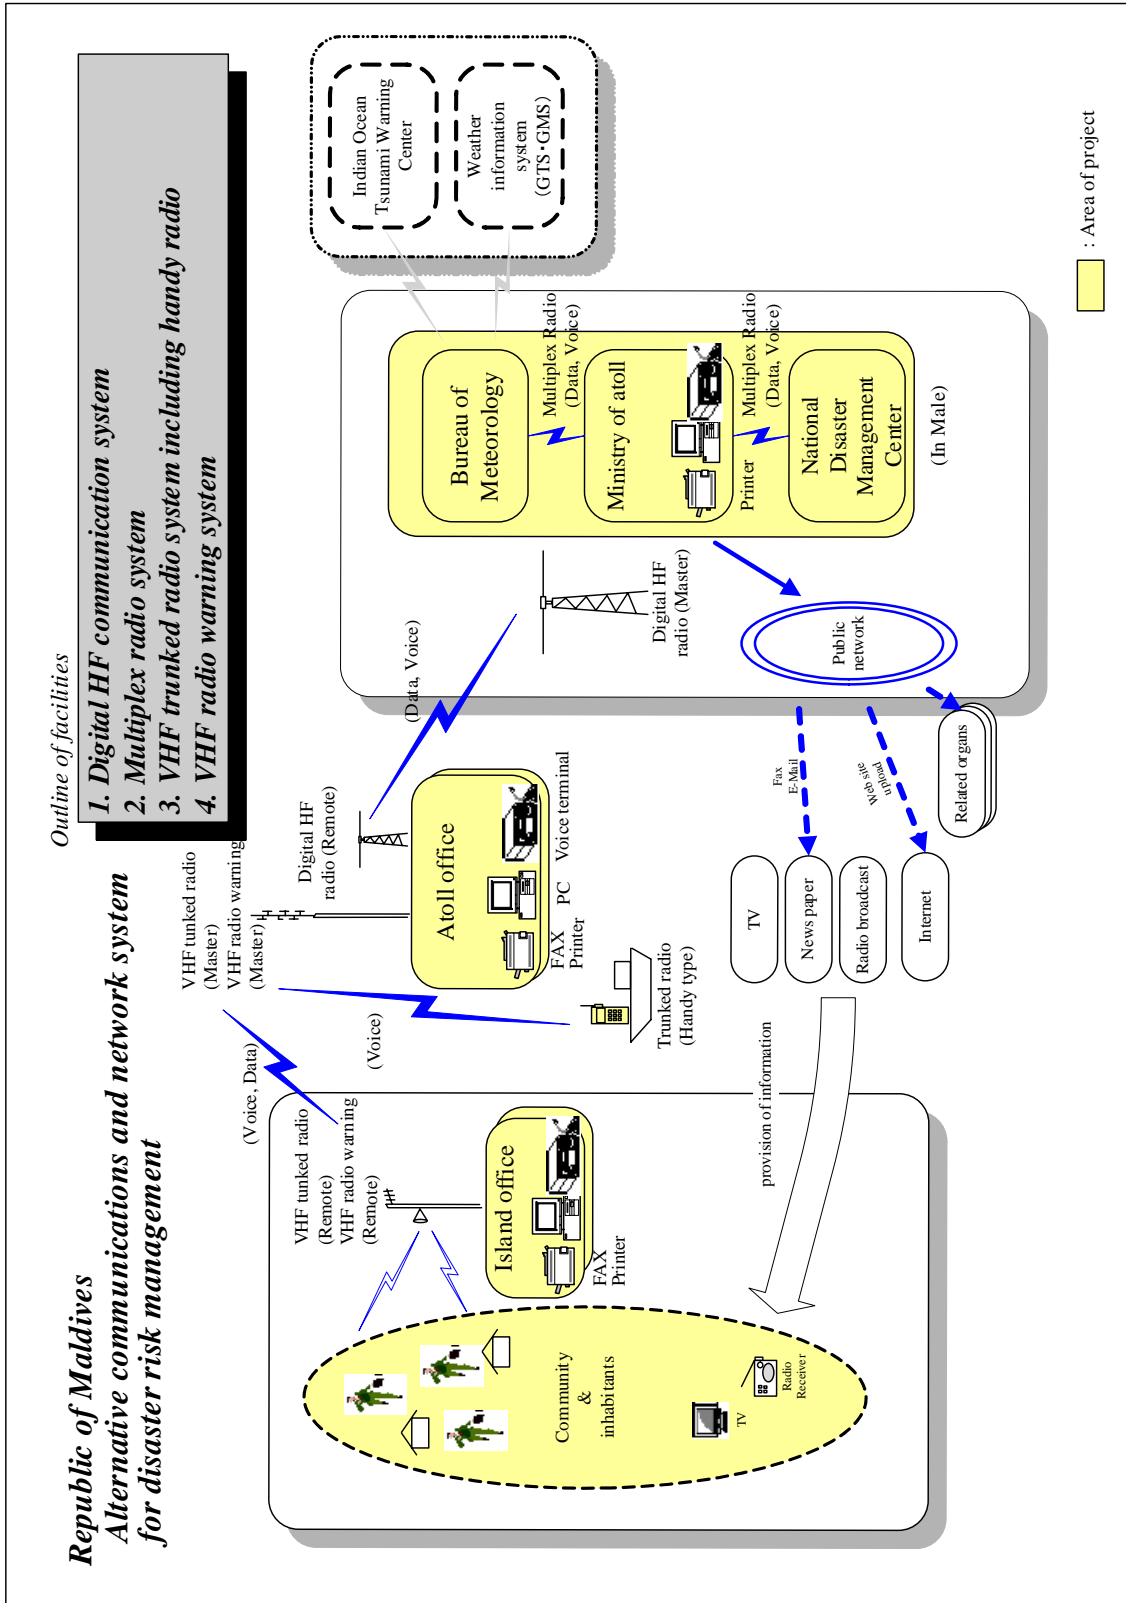 Republic of Maldives
Alternative communications and network system
for disaster risk management
Outline of facilities
1. Digital HF communication system
2. Multiplex radio system
3. VHF trunked radio system including handy radio
4. VHF radio warning system
VHF tunked radio
(Master)
VHF radio warning
(Master)
(Voice, Data)
(Voice)
Digital HF
radio (Remote)
(Data, Voice)
Atoll office
FAX
Printer
PC
Voice terminal
Trunked radio
(Handy type)
VHF tunked radio
(Remote)
VHF radio warning
(Remote)
Island office
FAX
Printer
Community
&
inhabitants
TV
Radio
Receiver
provision of information
TV
News paper
Radio broadcast
Internet
Fax
E-Mail
Web site
upload
Related organs
Public
network
Digital HF
radio (Master)
Bureau of
Meteorology
Multiplex Radio
(Data, Voice)
Ministry of atoll
Printer
Multiplex Radio
(Data, Voice)
National
Disaster
Management
Center
(In Male)
Indian Ocean
Tsunami Warning
Center
Weather
information
system
(GTS・GMS)
: Area of project